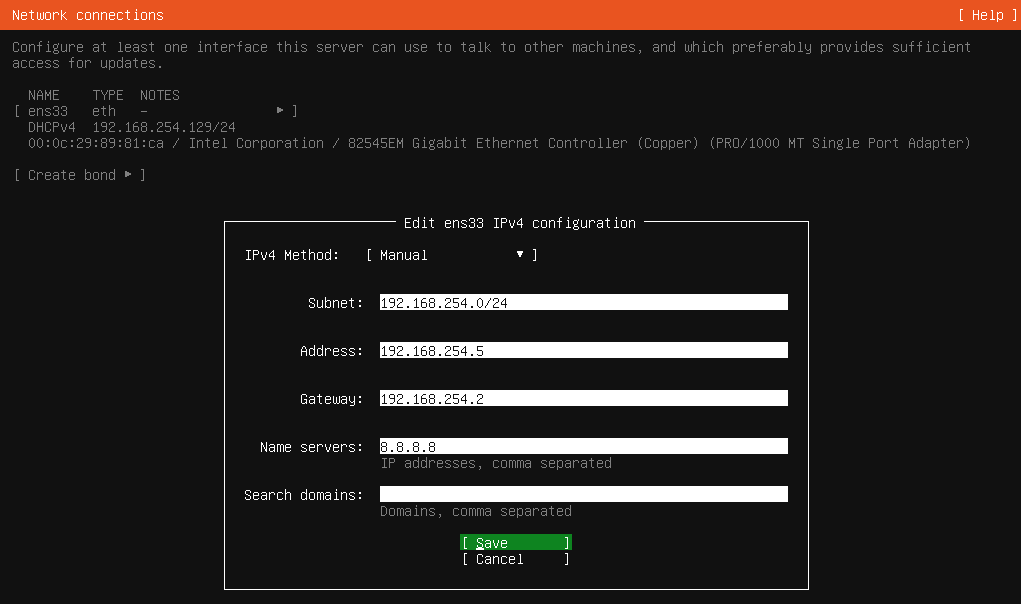 Network connections [ Help ]
Configure at least one interface this server can use to talk to other machines, and which preferably provides sufficient
access for updates.
NAME TYPE NOTES
[ ens33 eth – ▸ ]
DHCPv4 192.168.254.129/24
00:0c:29:89:81:ca / Intel Corporation / 82545EM Gigabit Ethernet Controller (Copper) (PRO/1000 MT Single Port Adapter)
[ Create bond ▸ ]
Edit ens33 IPv4 configuration
IPv4 Method: [ Manual ▾ ]
Subnet: 192.168.254.0/24
Address: 192.168.254.5
Gateway: 192.168.254.2
Name servers: 8.8.8.8
IP addresses, comma separated
Search domains:
Domains, comma separated
[ Save ]
[ Cancel ]